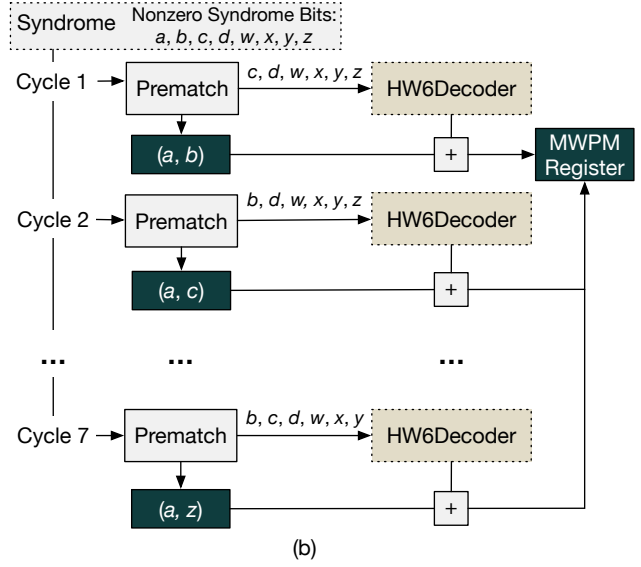 Syndrome
Nonzero Syndrome Bits:
a, b, c, d, w, x, y, z
Cycle 1
Prematch
c, d, w, x, y, z
HW6Decoder
(a, b)
+
MWPM
Register
Cycle 2
Prematch
b, d, w, x, y, z
HW6Decoder
(a, c)
+
...
...
...
Cycle 7
Prematch
b, c, d, w, x, y
HW6Decoder
(a, z)
+
(b)